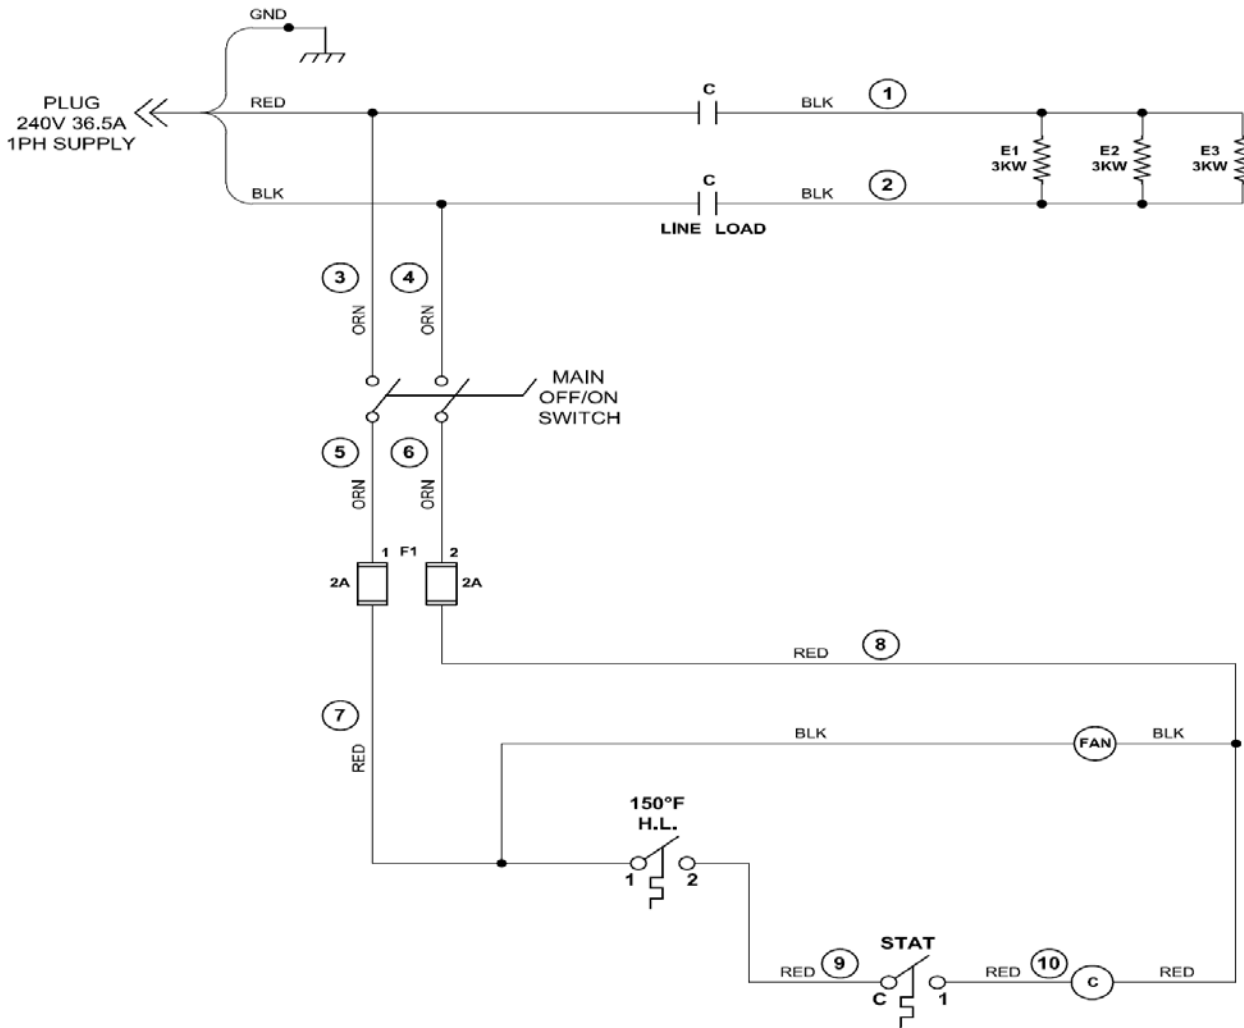 GND
PLUG
240V 36.5A
1PH SUPPLY
RED
C
BLK
1
E1
3KW
E2
3KW
E3
3KW
BLK
C
BLK
2
LINE LOAD
3
4
ORN
ORN
MAIN
OFF/ON
SWITCH
5
6
ORN
ORN
1 F1 2
2A
2A
RED
8
7
RED
BLK
FAN
BLK
150°F
H.L.
1
2
STAT
RED
9
C
1
RED
10
C
RED